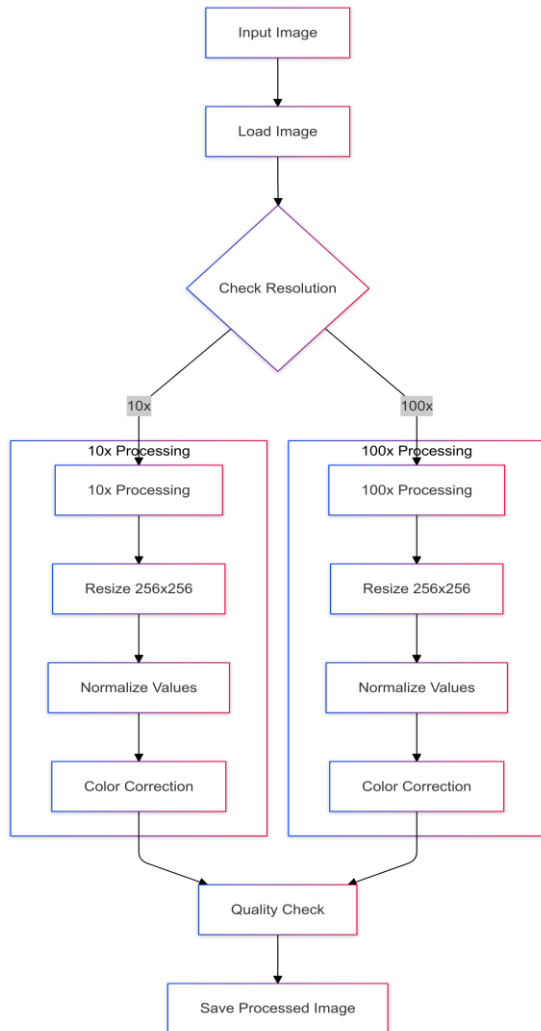 Input Image
Load Image
Check Resolution
10x
100x
10x Processing
10x Processing
Resize 256x256
Normalize Values
Color Correction
100x Processing
100x Processing
Resize 256x256
Normalize Values
Color Correction
Quality Check
Save Processed Image